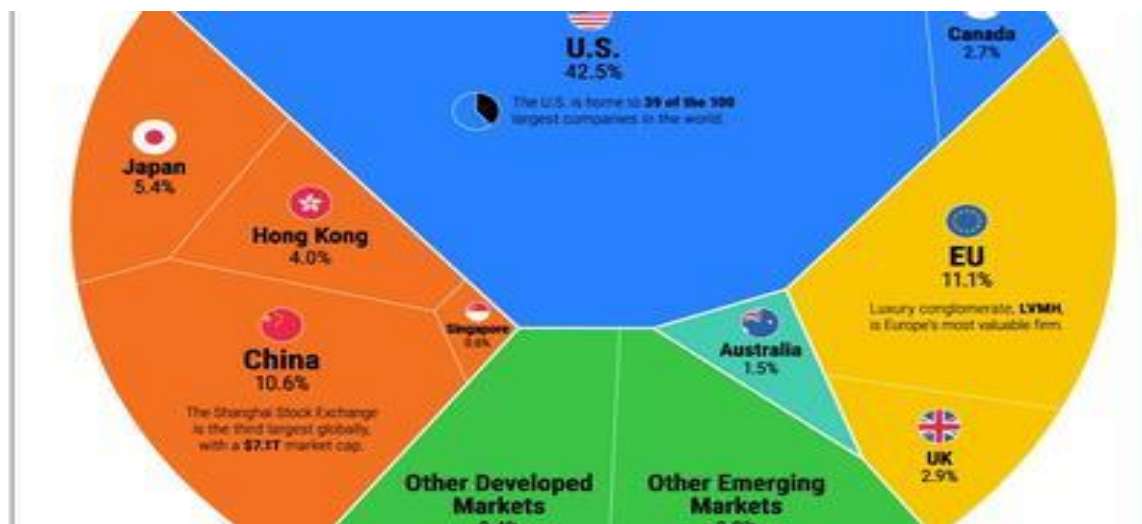 U.S.
42.5%
The U.S. is home to 39 of the 100
largest companies in the world.
Canada
2.7%
Japan
5.4%
Hong Kong
4.0%
Singapore
0.6%
China
10.6%
The Shanghai Stock Exchange
is the third largest globally,
with a $7.1T market cap.
EU
11.1%
Luxury conglomerate, LVMH,
is Europe's most valuable firm.
Australia
1.5%
UK
2.9%
Other Developed
Markets
Other Emerging
Markets